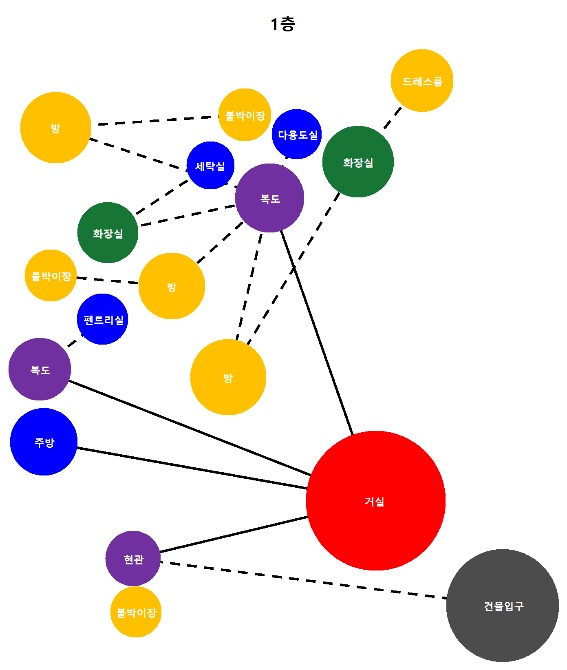 1층
드레스룸
붙박이장
방
다용도실
화장실
세탁실
복도
화장실
붙박이장
방
팬트리실
복도
방
주방
거실
현관
건물입구
붙박이장